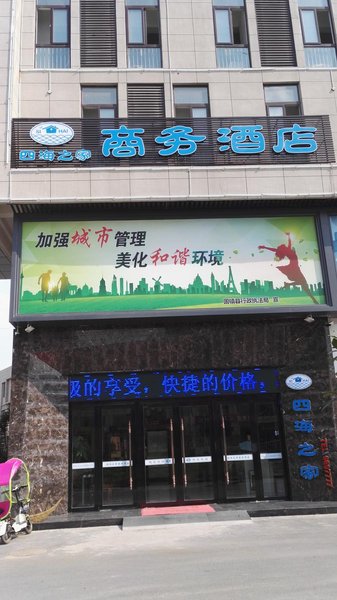 HAI
四海之家
商务酒店
加强城市管理
美化和谐环境
级的享受,快捷的价格,
四海之家